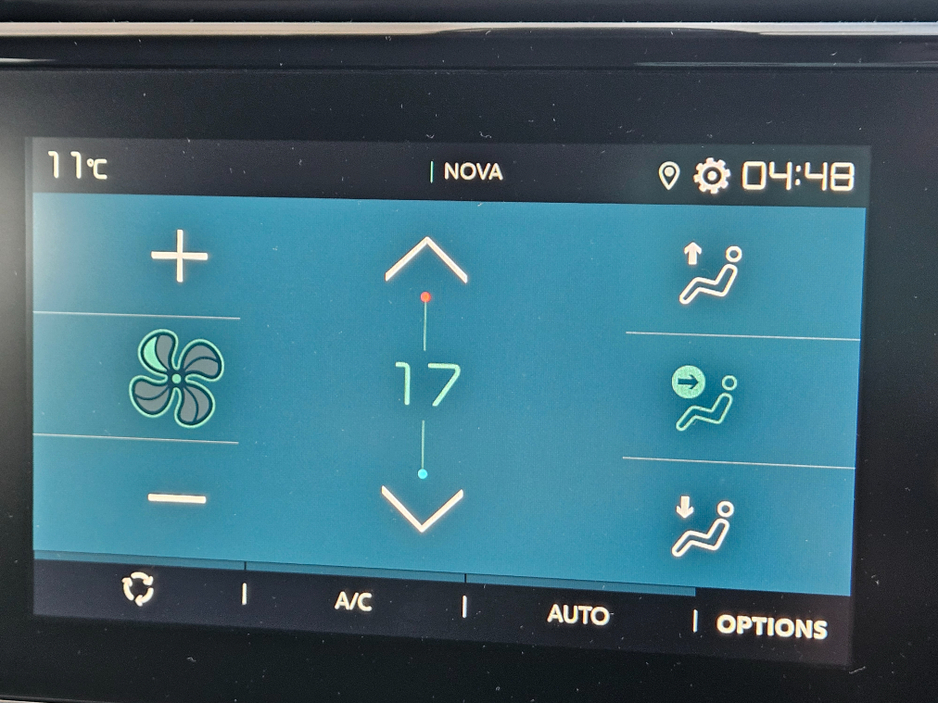 11°C | NOVA 04:48
17
A/C | AUTO | OPTIONS